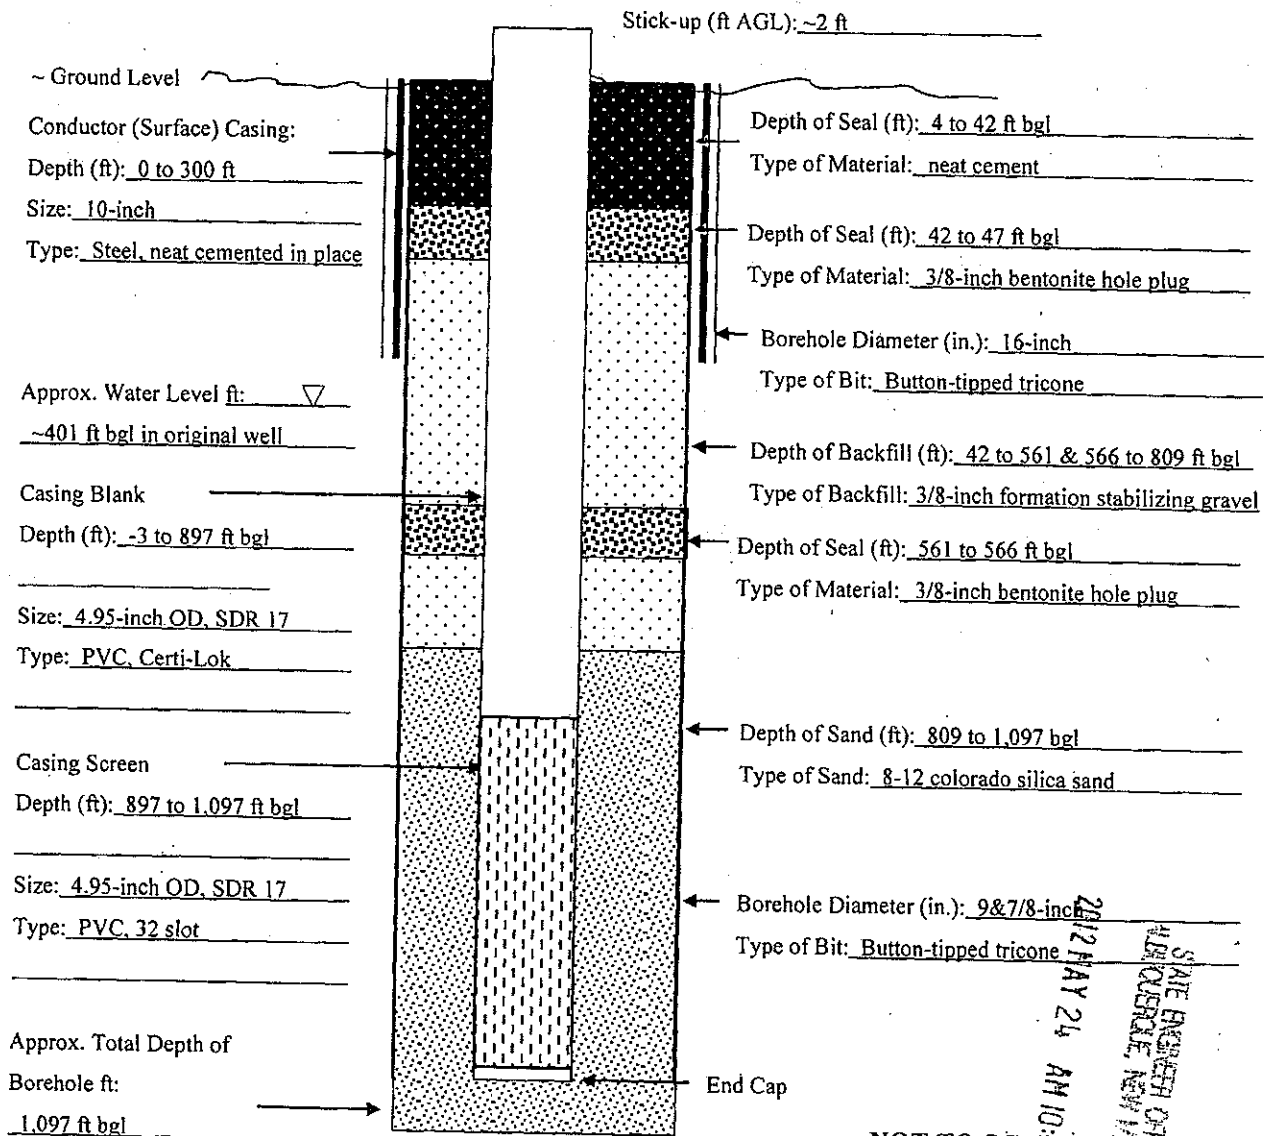 Stick-up (ft AGL): ~2 ft
~ Ground Level
Conductor (Surface) Casing:
Depth (ft): 0 to 300 ft
Size: 10-inch
Type: Steel, neat cemented in place
Approx. Water Level ft:
~401 ft bgl in original well
Casing Blank
Depth (ft): -3 to 897 ft bgl
Size: 4.95-inch OD, SDR 17
Type: PVC, Certi-Lok
Casing Screen
Depth (ft): 897 to 1,097 ft bgl
Size: 4.95-inch OD, SDR 17
Type: PVC, 32 slot
Approx. Total Depth of
Borehole ft:
1,097 ft bgl
Depth of Seal (ft): 4 to 42 ft bgl
Type of Material: neat cement
Depth of Seal (ft): 42 to 47 ft bgl
Type of Material: 3/8-inch bentonite hole plug
Borehole Diameter (in.): 16-inch
Type of Bit: Button-tipped tricone
Depth of Backfill (ft): 42 to 561 & 566 to 809 ft bgl
Type of Backfill: 3/8-inch formation stabilizing gravel
Depth of Seal (ft): 561 to 566 ft bgl
Type of Material: 3/8-inch bentonite hole plug
Depth of Sand (ft): 809 to 1,097 bgl
Type of Sand: 8-12 colorado silica sand
Borehole Diameter (in.): 9&7/8-inch
Type of Bit: Button-tipped tricone
End Cap
STATE ENGINEER
2012 MAY 24 AM 10:
NOT TO